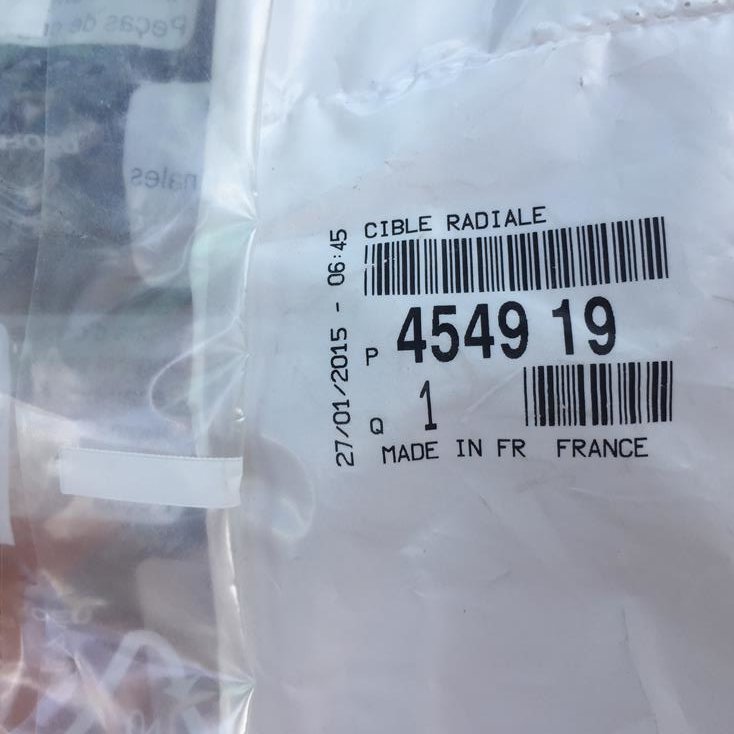 Peças de
nales
CIBLE RADIALE
27/01/2015 - 06:45
P 4549 19
Q 1
MADE IN FR FRANCE